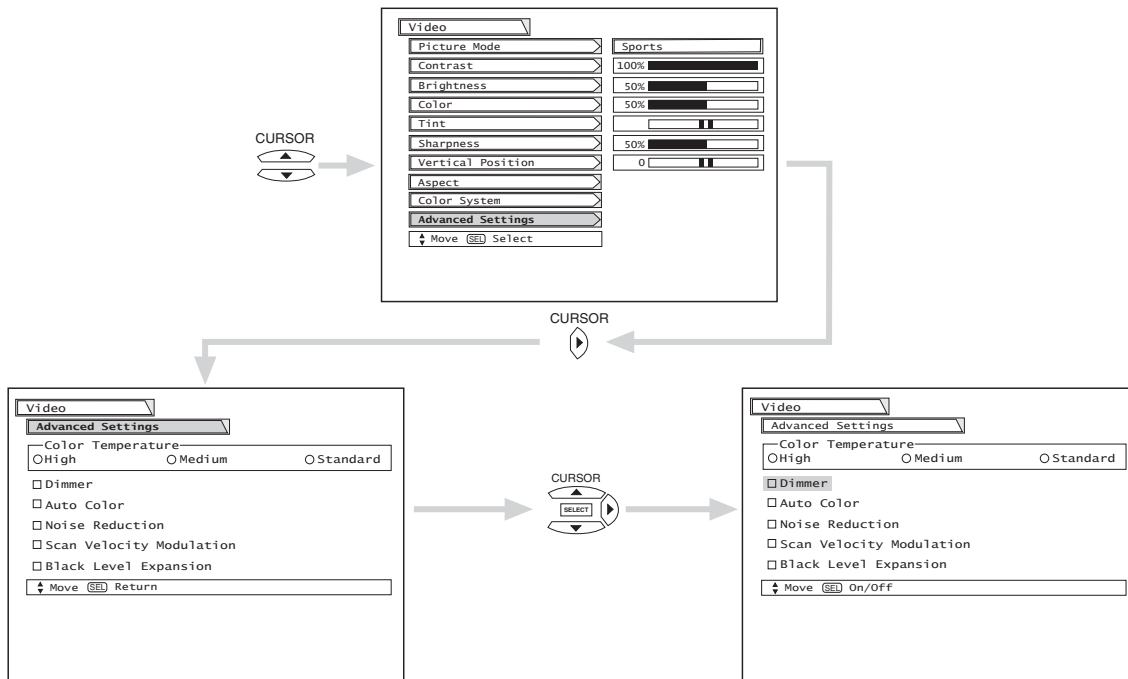 Video
Picture Mode Sports
Contrast 100%
Brightness 50%
Color 50%
Tint
Sharpness 50%
Vertical Position 0
Aspect
Color System
Advanced Settings
Move SEL Select
CURSOR
CURSOR
Video
Advanced Settings
Color Temperature
High Medium Standard
Dimmer
Auto Color
Noise Reduction
Scan Velocity Modulation
Black Level Expansion
Move SEL Return
CURSOR
SELECT
Video
Advanced Settings
Color Temperature
High Medium Standard
Dimmer
Auto Color
Noise Reduction
Scan Velocity Modulation
Black Level Expansion
Move SEL On/Off